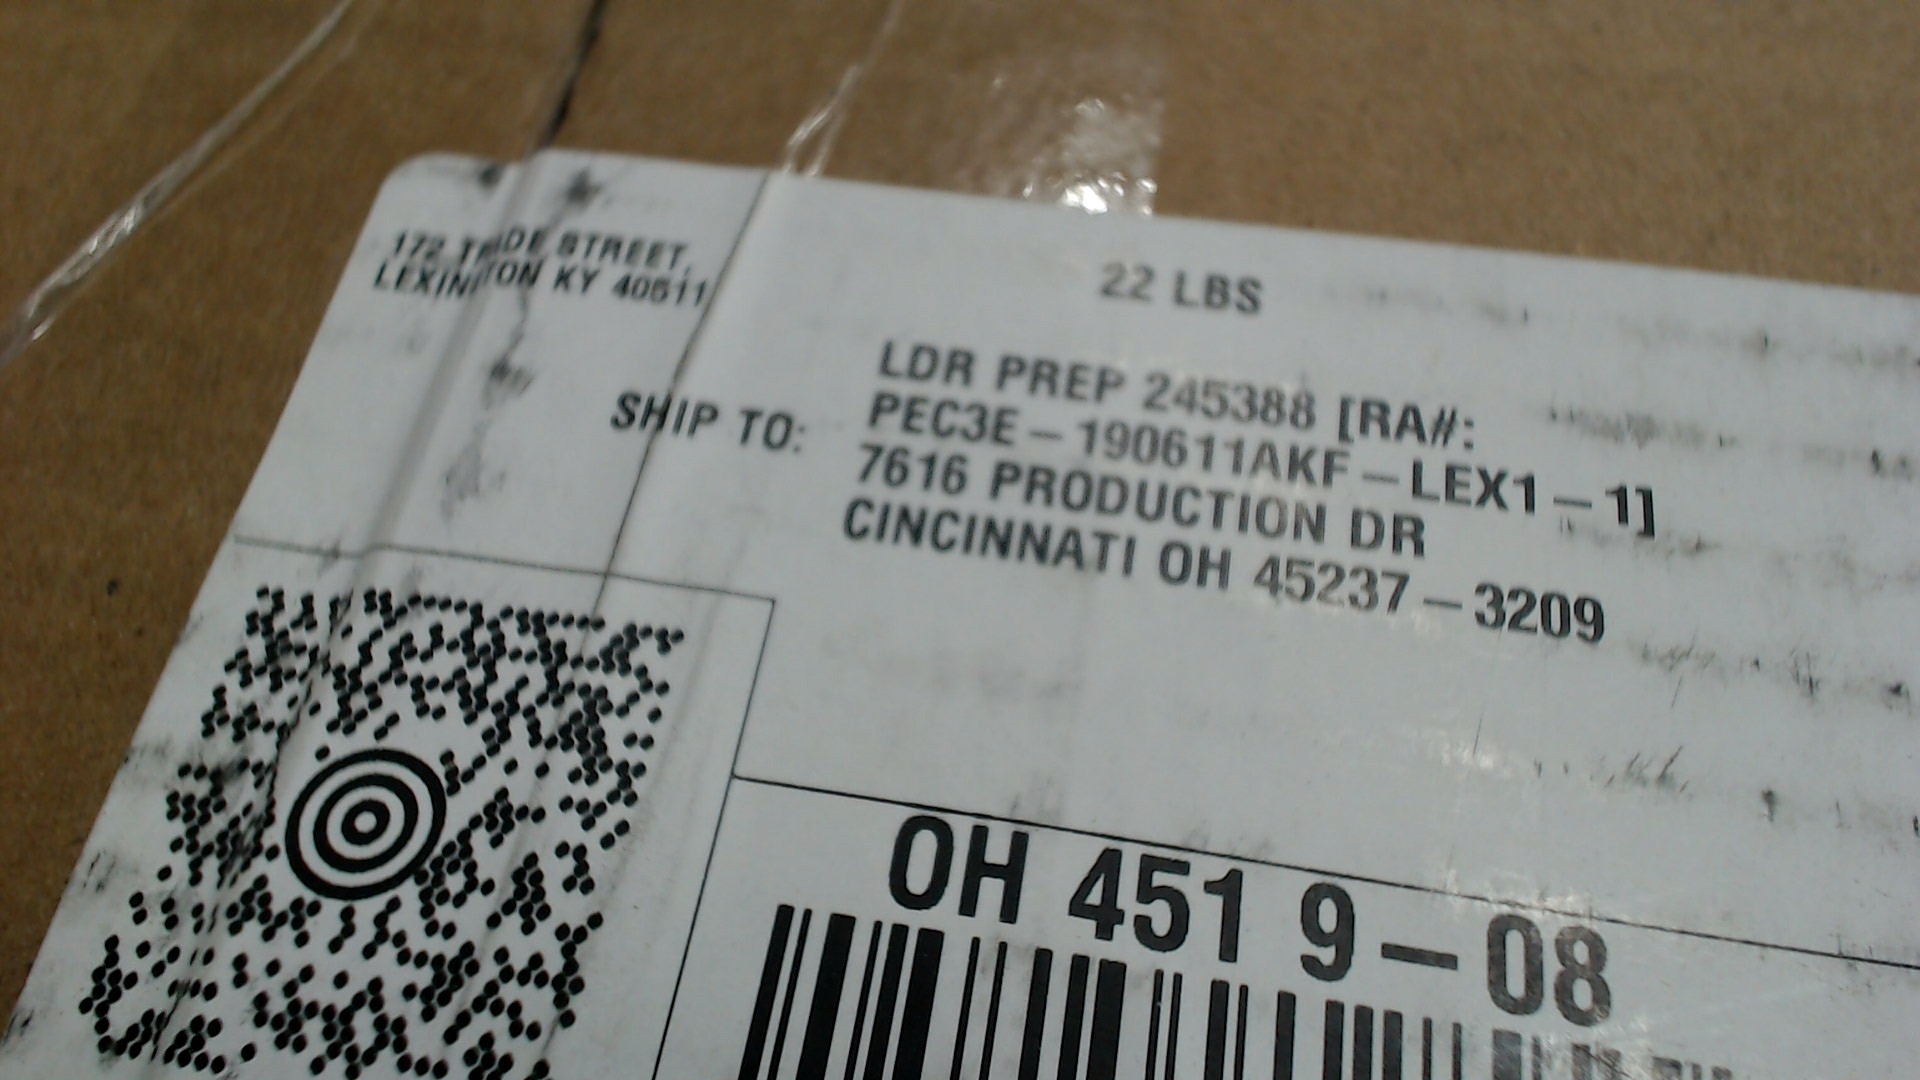 172 TRADE STREET,
LEXINGTON KY 40511
22 LBS
SHIP TO:
LDR PREP 245388 [RA#:
PEC3E-190611AKF-LEX1-1]
7616 PRODUCTION DR
CINCINNATI OH 45237-3209
OH 451 9-08